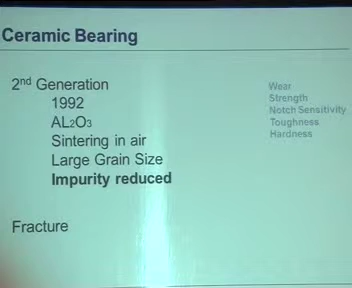 Ceramic Bearing
2nd Generation
1992
AL2O3
Sintering in air
Large Grain Size
Impurity reduced
Fracture
Wear
Strength
Notch Sensitivity
Toughness
Hardness